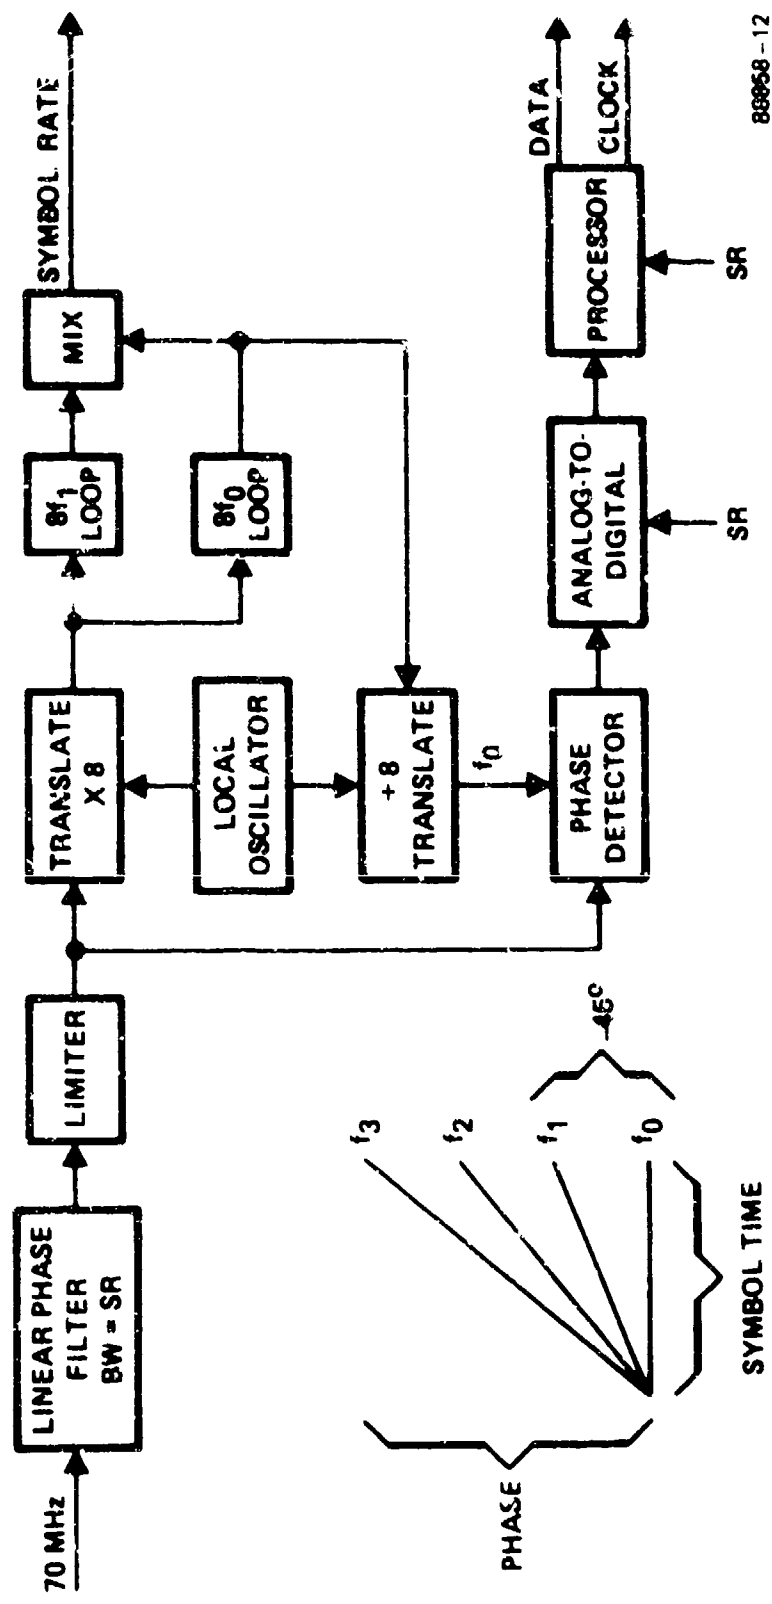 70 MHz
LINEAR PHASE
FILTER
BW = SR
LIMITER
TRANSLATE
X 8
8f1
LOOP
MIX
SYMBOL RATE
LOCAL
OSCILLATOR
8f0
LOOP
÷ 8
TRANSLATE
f0
PHASE
DETECTOR
ANALOG-TO-
DIGITAL
SR
PROCESSOR
SR
DATA
CLOCK
PHASE
f3
f2
f1
f0
45°
SYMBOL TIME
88858-12